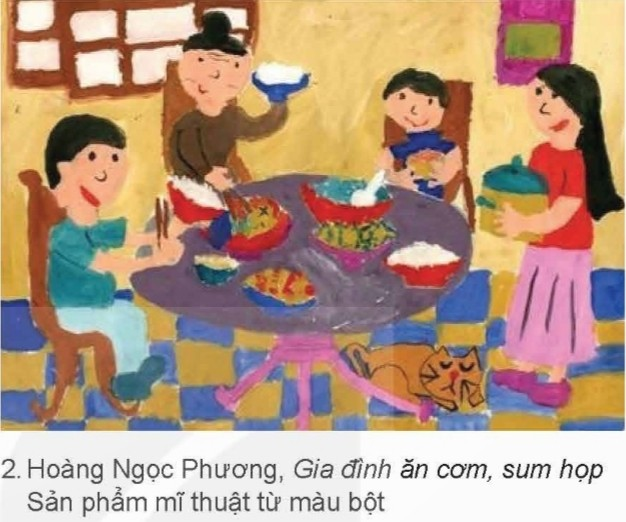 2. Hoàng Ngọc Phương, Gia đình ăn cơm, sum họp
Sản phẩm mĩ thuật từ màu bột